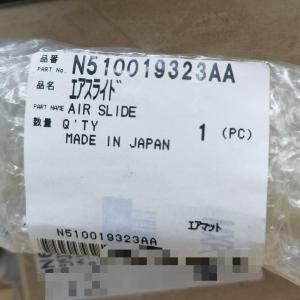 品番 PART No. N510019323AA
品名 エアスライド
PART NAME AIR SLIDE
数量 Q'TY 1 (PC)
MADE IN JAPAN
エアマット
N510019323AA